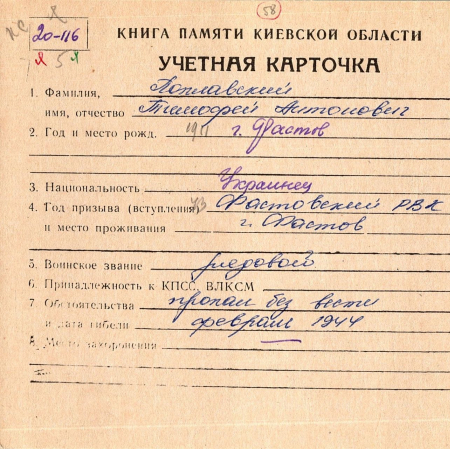 58
20-116
КНИГА ПАМЯТИ КИЕВСКОЙ ОБЛАСТИ
УЧЕТНАЯ КАРТОЧКА
1. Фамилия, Поплавский
имя, отчество Тимофей Антонович
2. Год и место рожд. 1911 г. Фастов
3. Национальность Украинец
4. Год призыва (вступления) Фастовский РВК
и место проживания г. Фастов
5. Воинское звание рядовой
6. Принадлежность к КПСС, ВЛКСМ
7. Обстоятельства пропал без вести
и дата гибели феврале 1944
8. Место захоронения